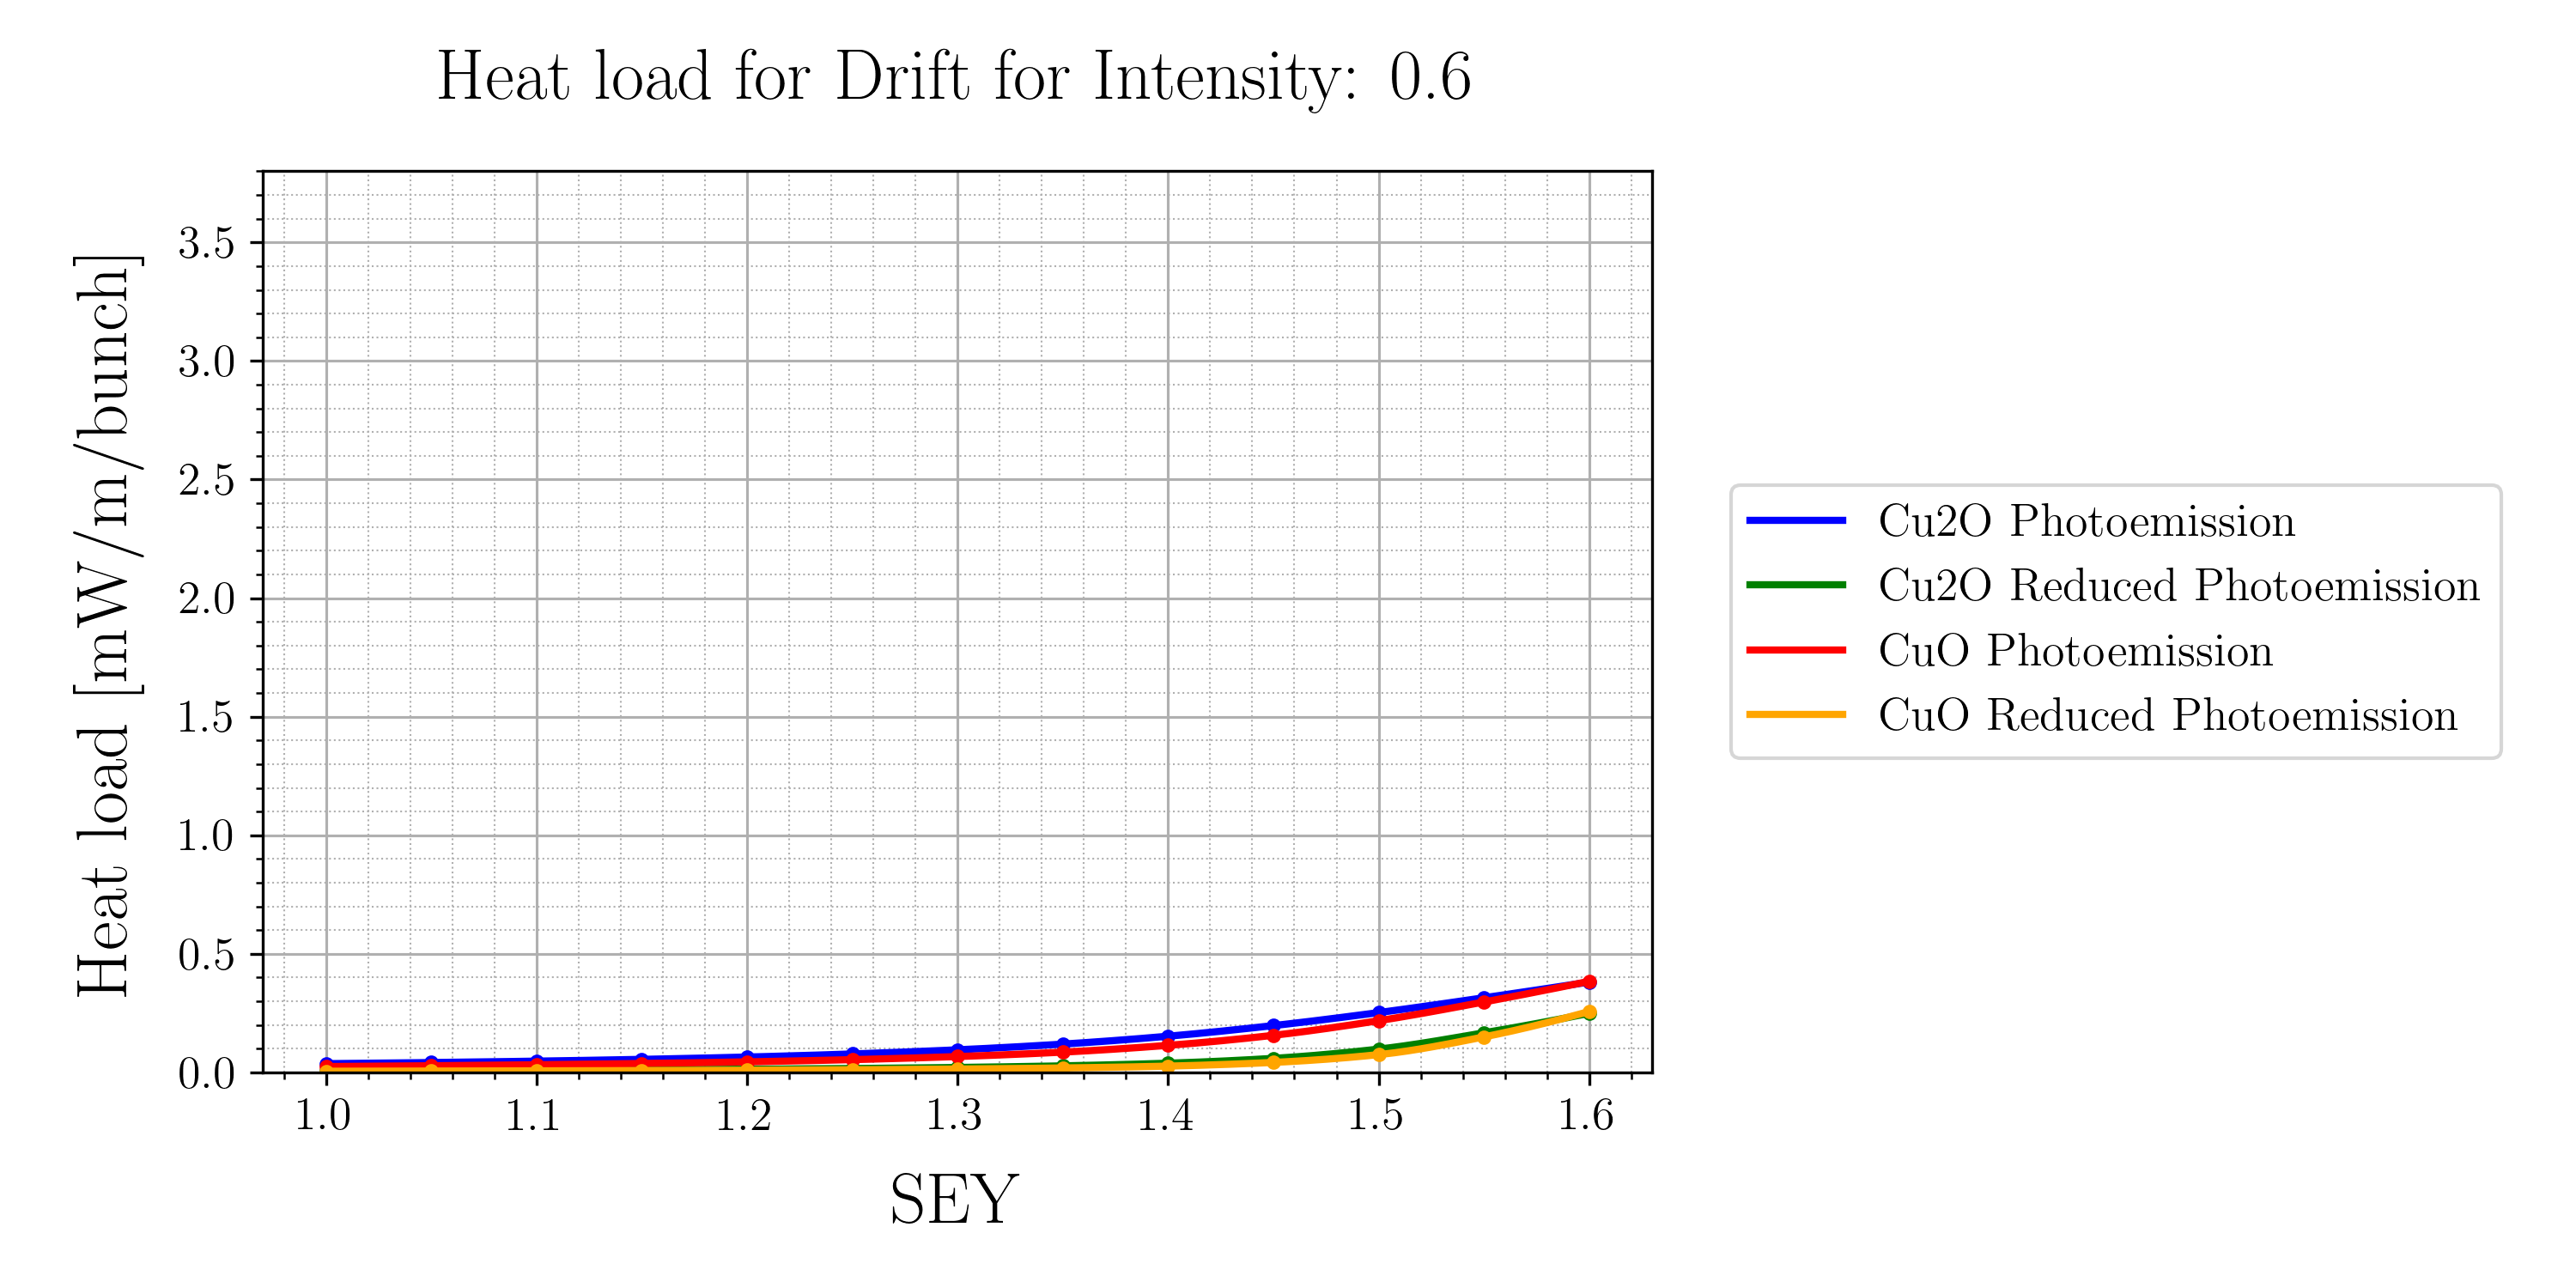 Heat load for Drift for Intensity: 0.6
Heat load [mW/m/bunch]
3.5
3.0
2.5
2.0
1.5
1.0
0.5
0.0
1.0 1.1 1.2 1.3 1.4 1.5 1.6
SEY
Cu2O Photoemission
Cu2O Reduced Photoemission
CuO Photoemission
CuO Reduced Photoemission